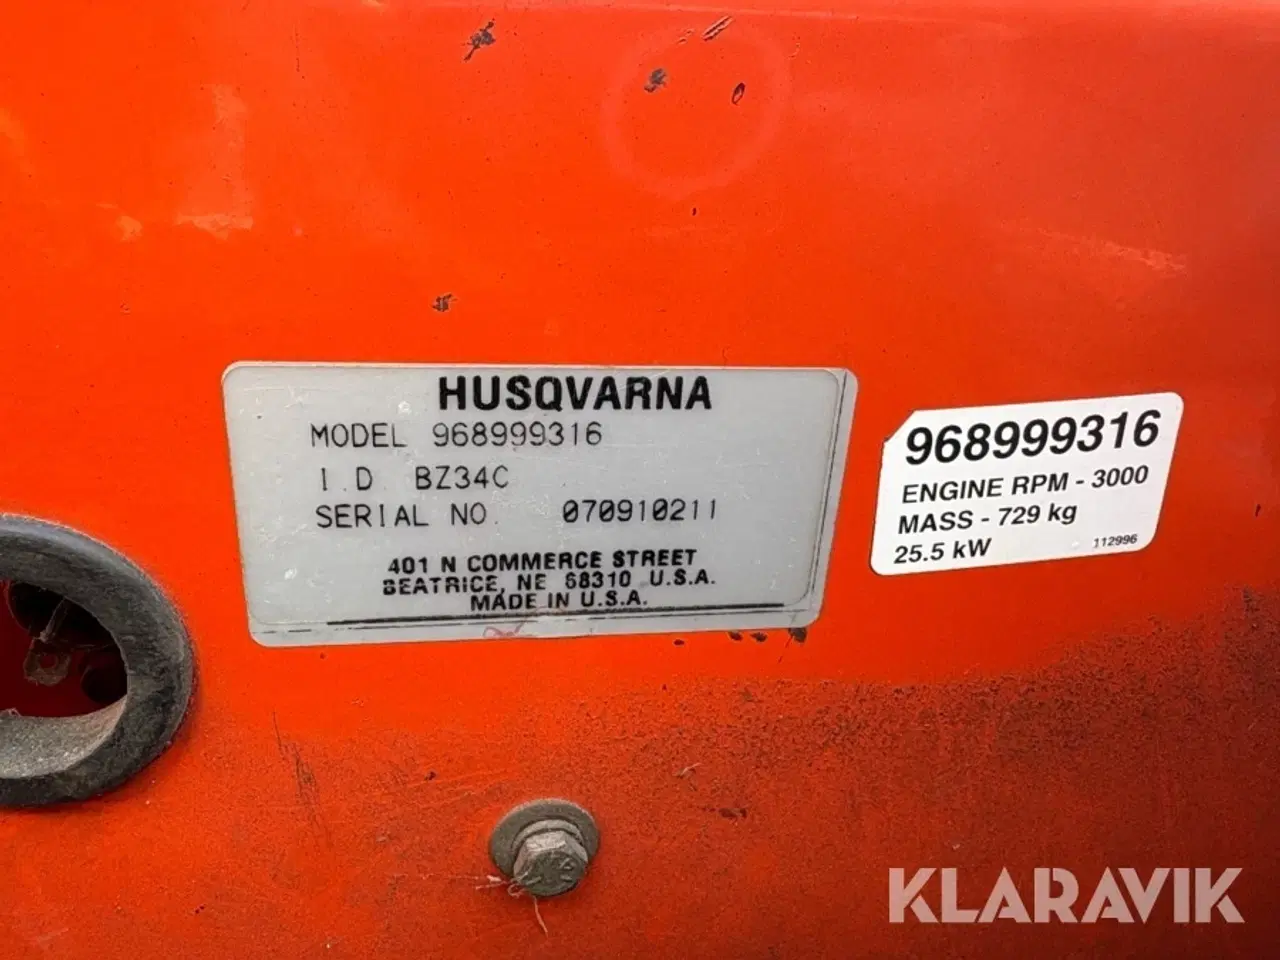 HUSQVARNA
MODEL 968999316
I.D BZ34C
SERIAL NO. 070910211
401 N COMMERCE STREET
BEATRICE, NE 68310 U.S.A.
MADE IN U.S.A.
968999316
ENGINE RPM - 3000
MASS - 729 kg
25.5 kW 112996
KLARAVIK